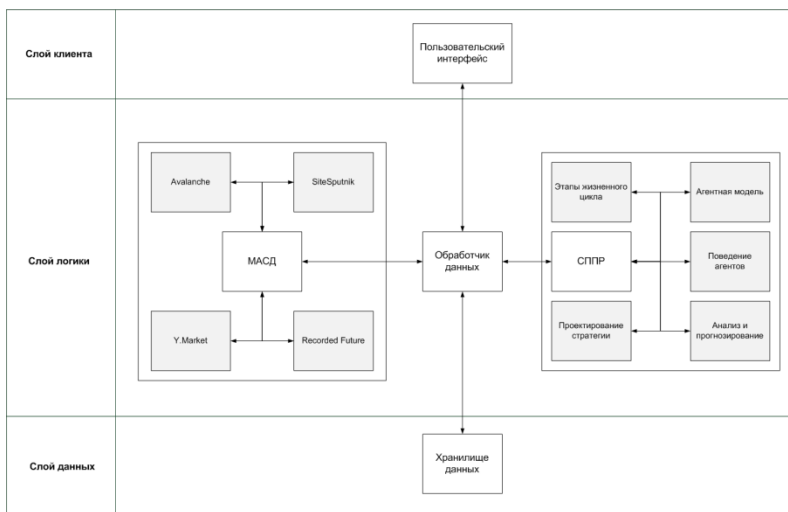 Слой клиента
Пользовательский
интерфейс
Слой логики
Avalanche
SiteSputnik
МАСД
Y.Market
Recorded Future
Обработчик
данных
Этапы жизненного
цикла
Агентная модель
СППР
Поведение
агентов
Проектирование
стратегии
Анализ и
прогнозирование
Слой данных
Хранилище
данных